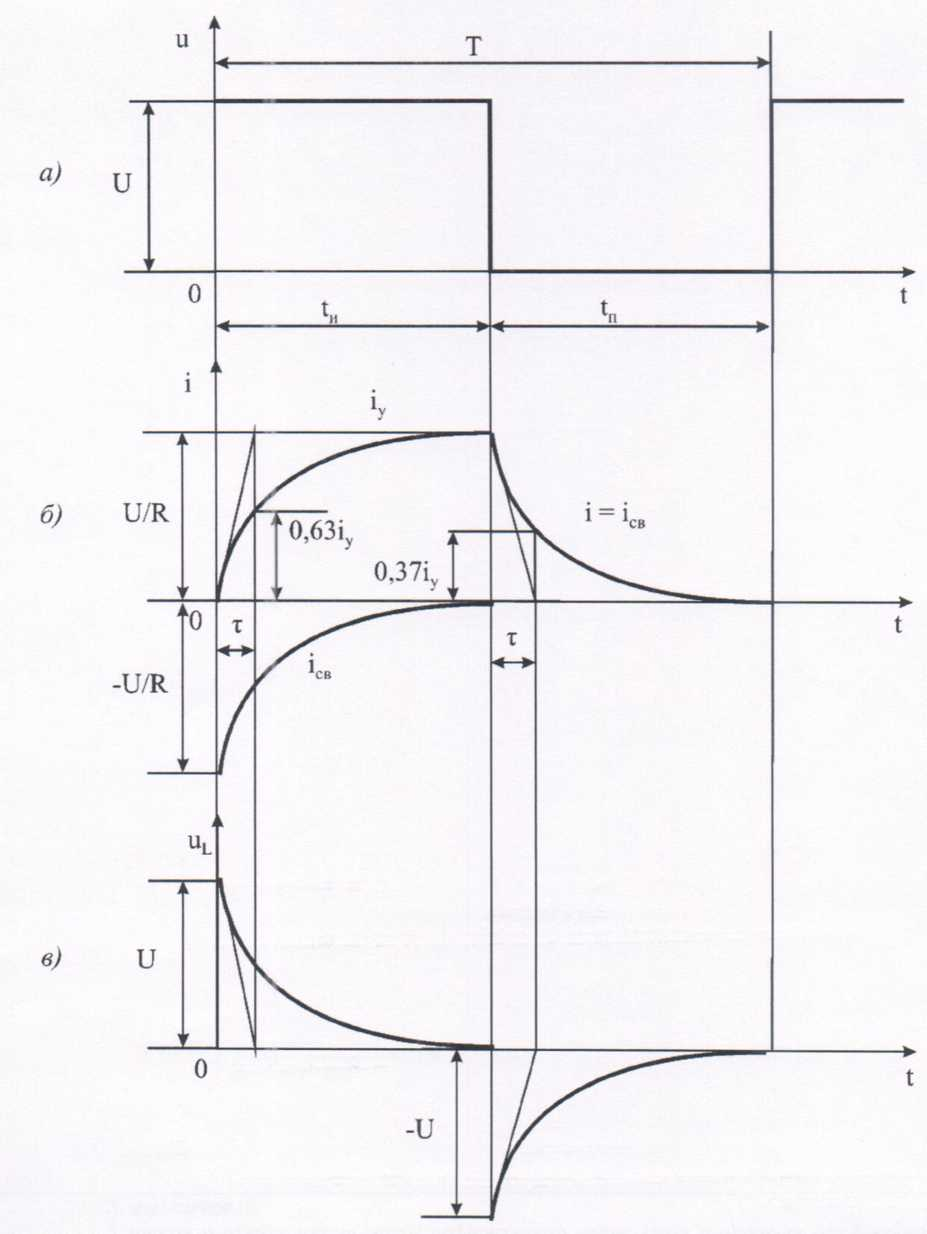 u
T
а)
U
0
t
tи
tп
i
iу
б)
U/R
0,63iу
i = iсв
0,37iу
0
τ
τ
t
-U/R
iсв
uL
в)
U
0
t
-U